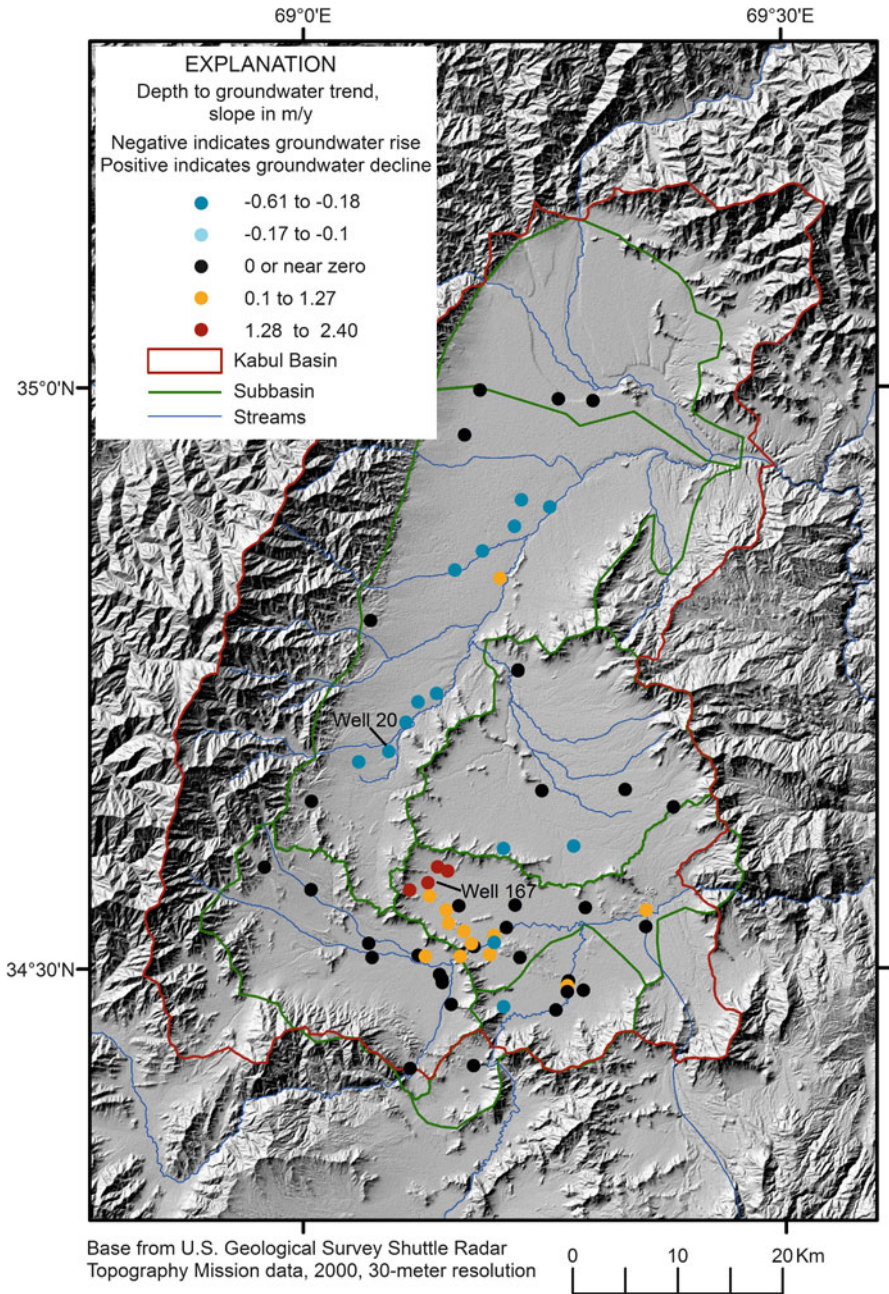 69°0'E
69°30'E
EXPLANATION
Depth to groundwater trend,
slope in m/y
Negative indicates groundwater rise
Positive indicates groundwater decline
-0.61 to -0.18
-0.17 to -0.1
0 or near zero
0.1 to 1.27
1.28 to 2.40
Kabul Basin
Subbasin
Streams
35°0'N
Well 20
Well 167
34°30'N
Base from U.S. Geological Survey Shuttle Radar
Topography Mission data, 2000, 30-meter resolution
0 10 20 Km